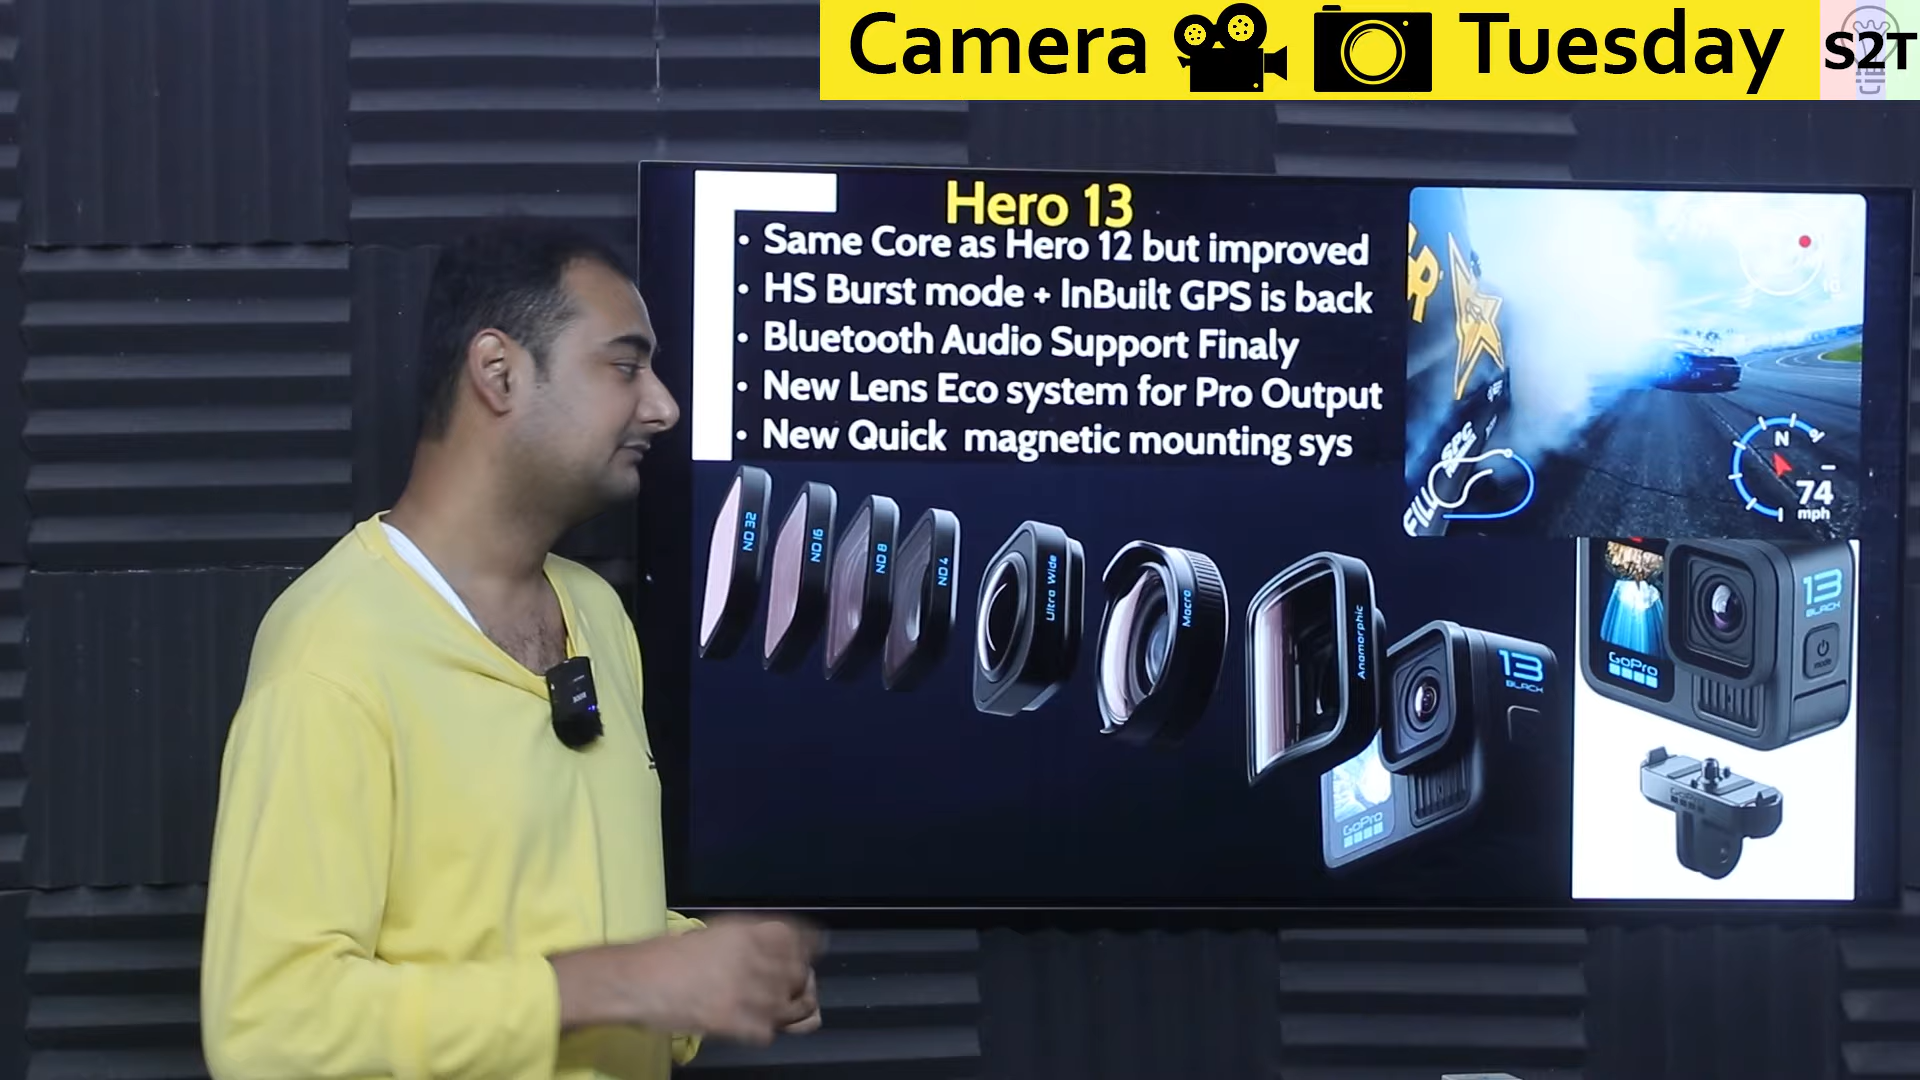 Camera Tuesday S2T
Hero 13
• Same Core as Hero 12 but improved
• HS Burst mode + InBuilt GPS is back
• Bluetooth Audio Support Finaly
• New Lens Eco system for Pro Output
• New Quick magnetic mounting sys
N
74
mph
ND 32
ND 16
ND 8
ND 4
Ultra Wide
Macro
Anamorphic
13
BLACK
GoPro
13
BLACK
mode
GoPro
GoPro